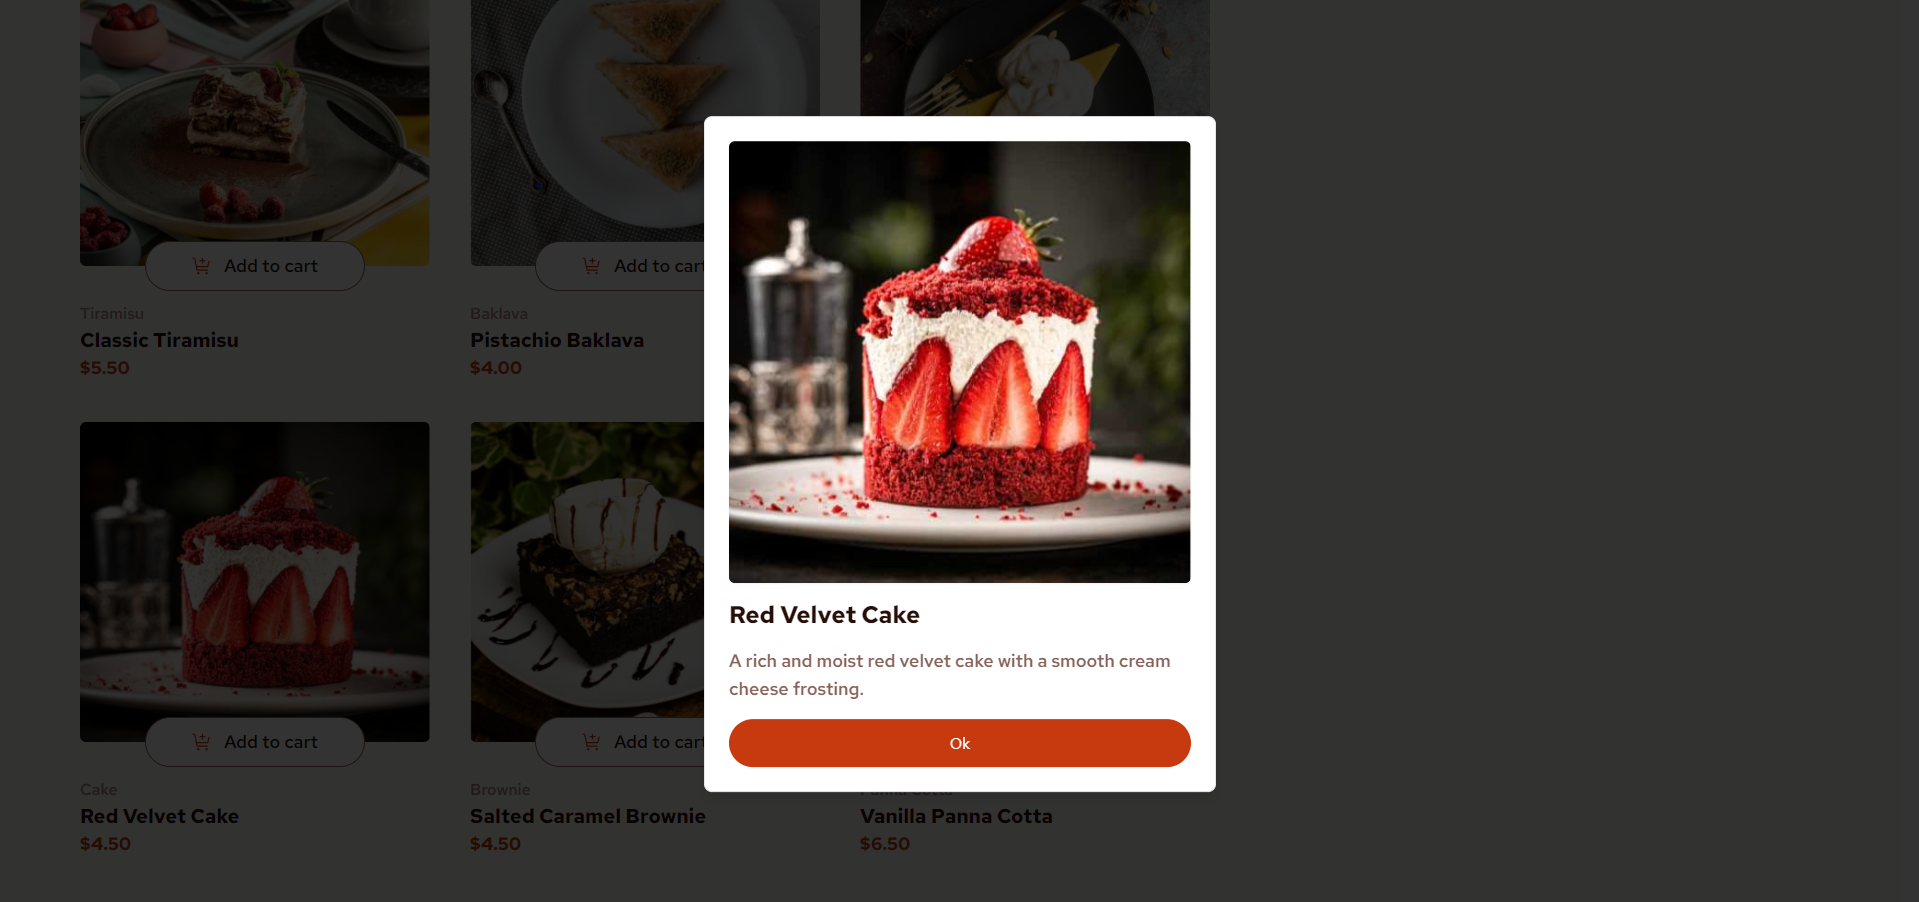 Add to cart
Add to cart
Tiramisu
Classic Tiramisu
$5.50
Baklava
Pistachio Baklava
$4.00
Red Velvet Cake
A rich and moist red velvet cake with a smooth cream
cheese frosting.
Ok
Add to cart
Add to cart
Cake
Red Velvet Cake
$4.50
Brownie
Salted Caramel Brownie
$4.50
Vanilla Panna Cotta
$6.50